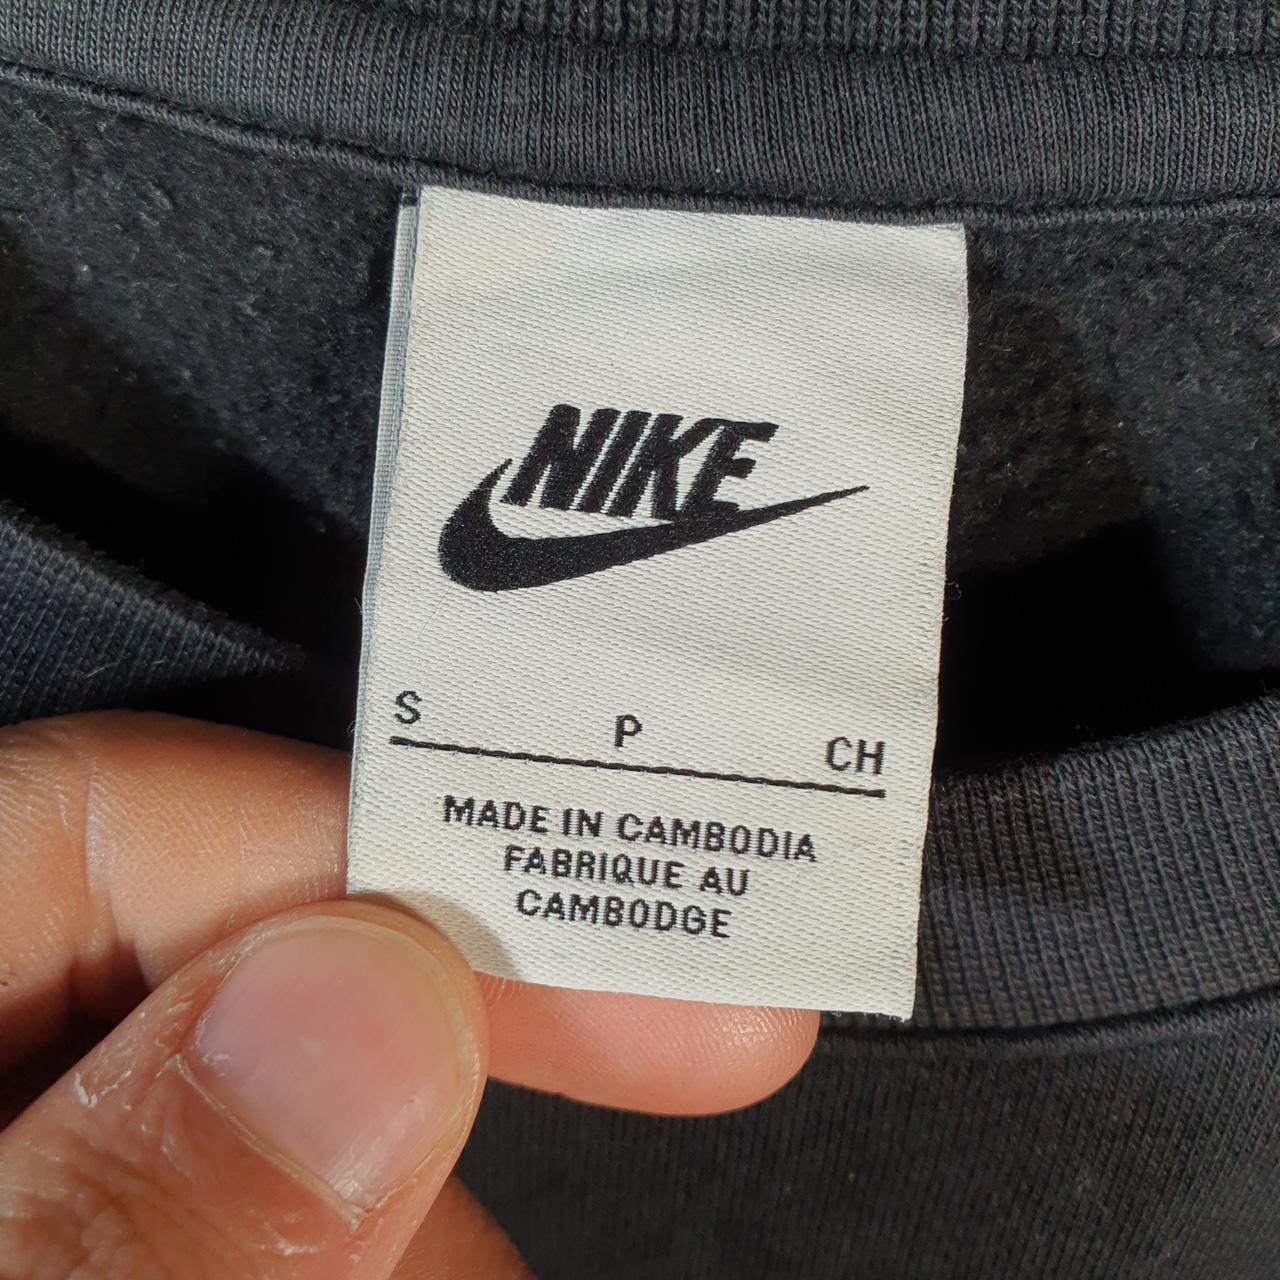 NIKE
S P CH
MADE IN CAMBODIA
FABRIQUE AU
CAMBODGE